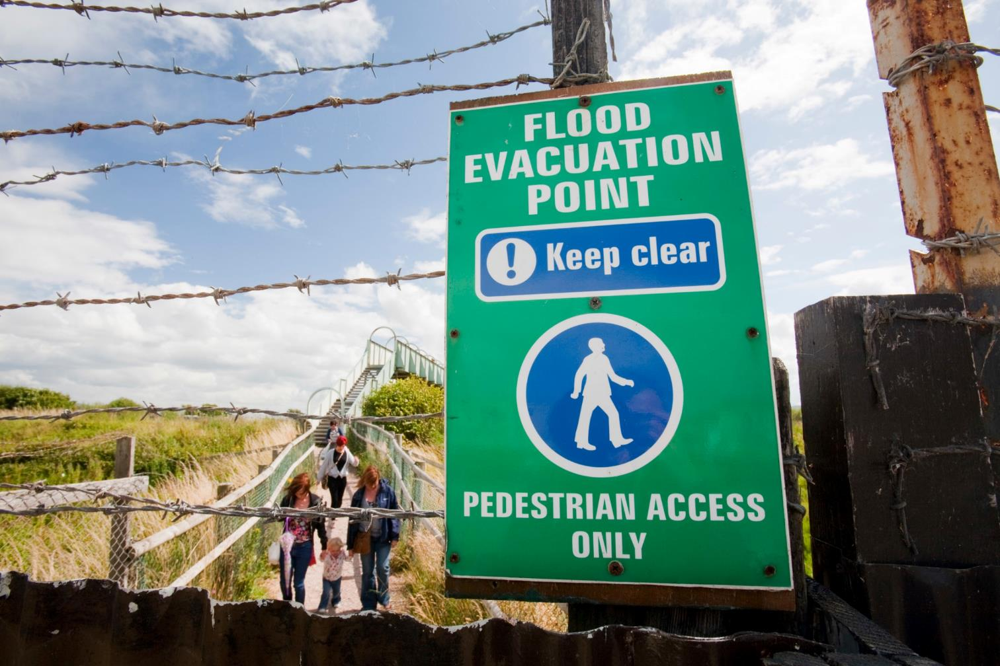 FLOOD
EVACUATION
POINT
! Keep clear
PEDESTRIAN ACCESS
ONLY